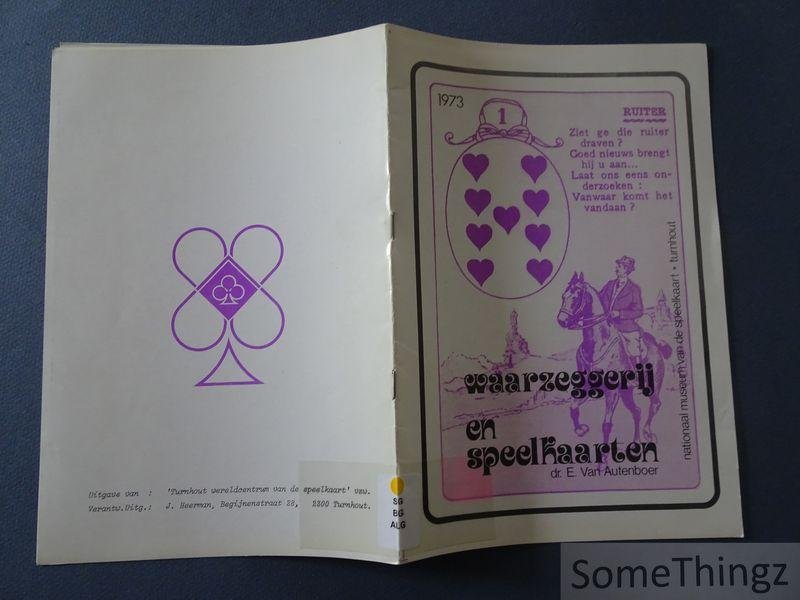 Uitgave van : 'Turnhout wereldcentrum van de speelkaart' vzw.
Verantw.Uitg.: J. Heerman, Begijnenstraat 28, 2300 Turnhout.
SG
BG
ALG
1973
1
RUITER
Ziet ge die ruiter
draven ?
Goed nieuws brengt
hij u aan...
Laat ons eens on-
derzoeken :
Vanwaar komt het
vandaan ?
nationaal museum van de speelkaart • turnhout
waarzeggerij
en
speelkaarten
dr. E. Van Autenboer
SomeThingz